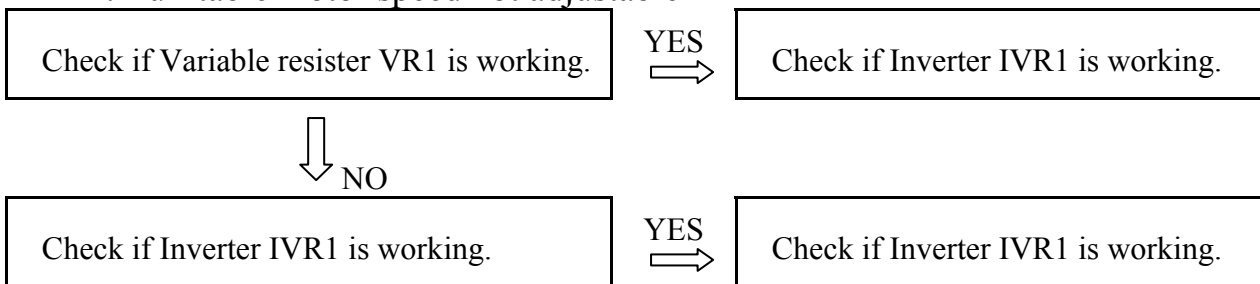 Check if Variable resister VR1 is working.
YES
Check if Inverter IVR1 is working.
NO
Check if Inverter IVR1 is working.
YES
Check if Inverter IVR1 is working.